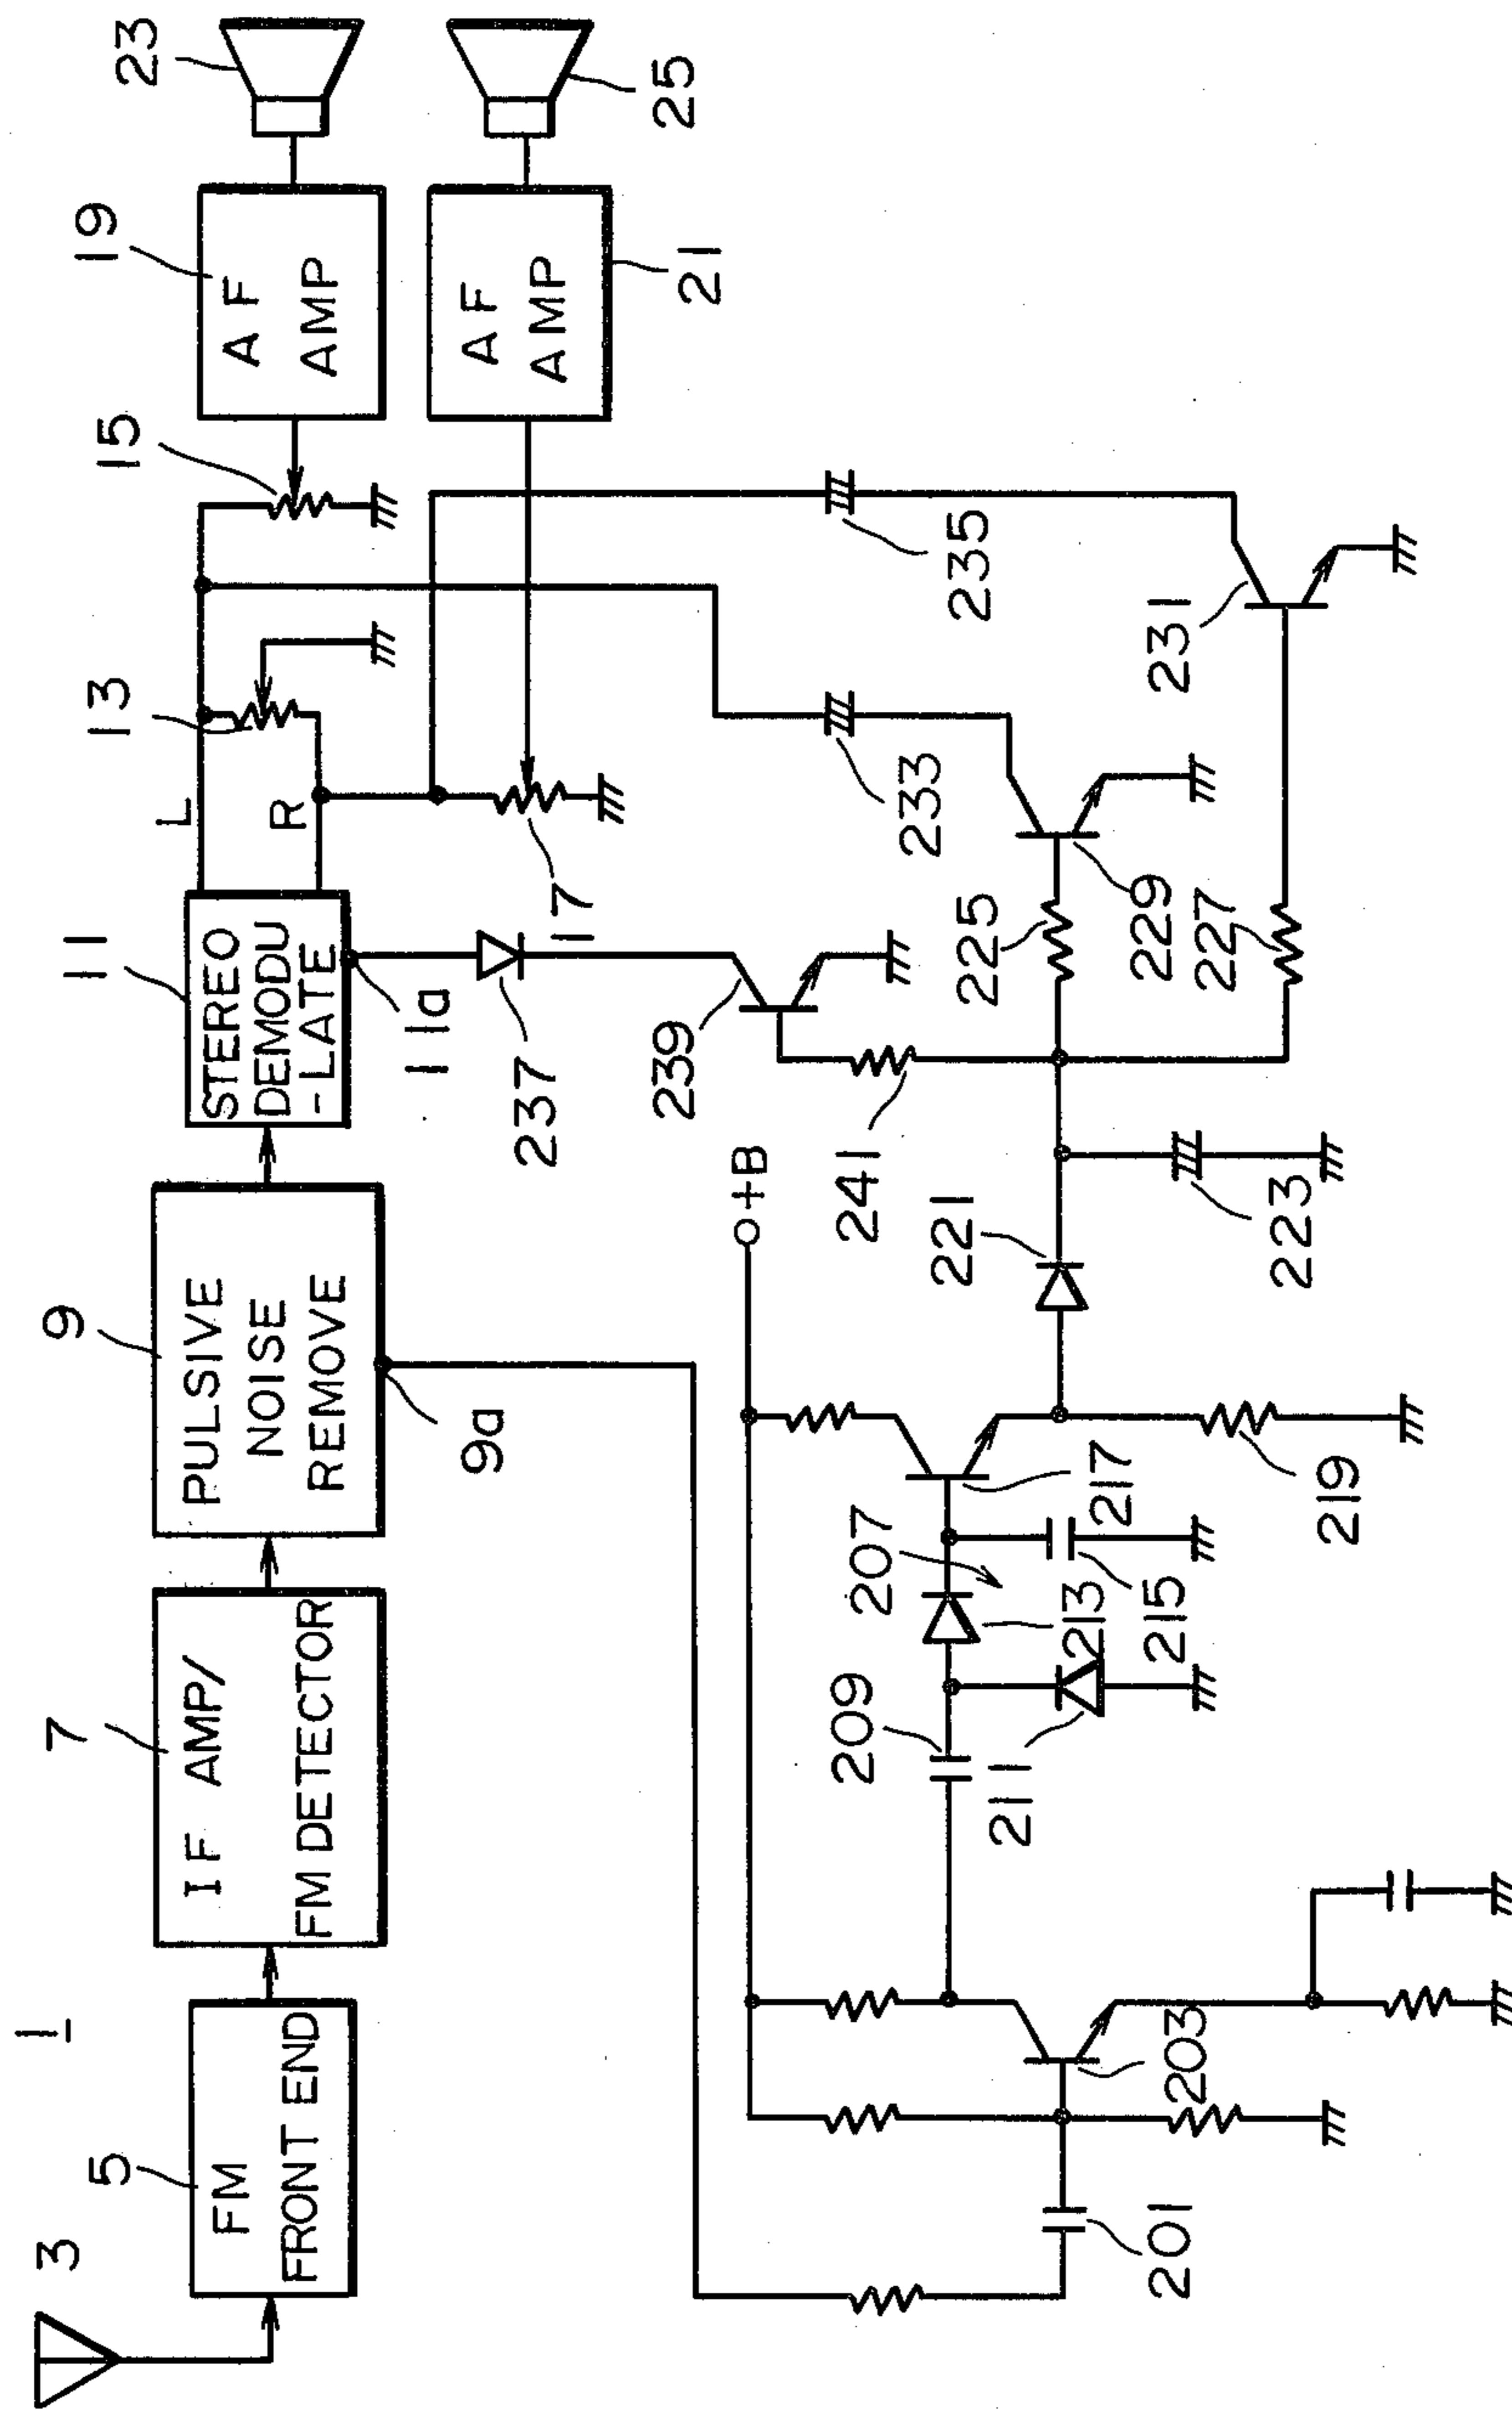 1
3
5
FM
FRONT END
7
IF AMP/
FM DETECTOR
9
PULSIVE
NOISE
REMOVE
9a
11
STEREO
DEMODU
-LATE
11a
L
R
13
15
17
19
AF
AMP
21
AF
AMP
23
25
+B
201
203
207
209
211
213
215
217
219
221
223
225
227
229
231
233
235
237
239
241